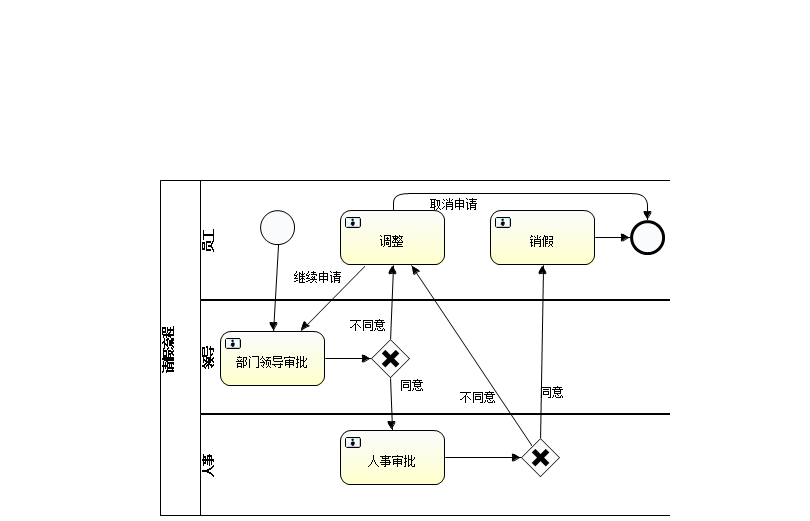 请假流程
员工
取消申请
调整
销假
继续申请
领导
不同意
部门领导审批
同意
不同意
同意
人事
人事审批